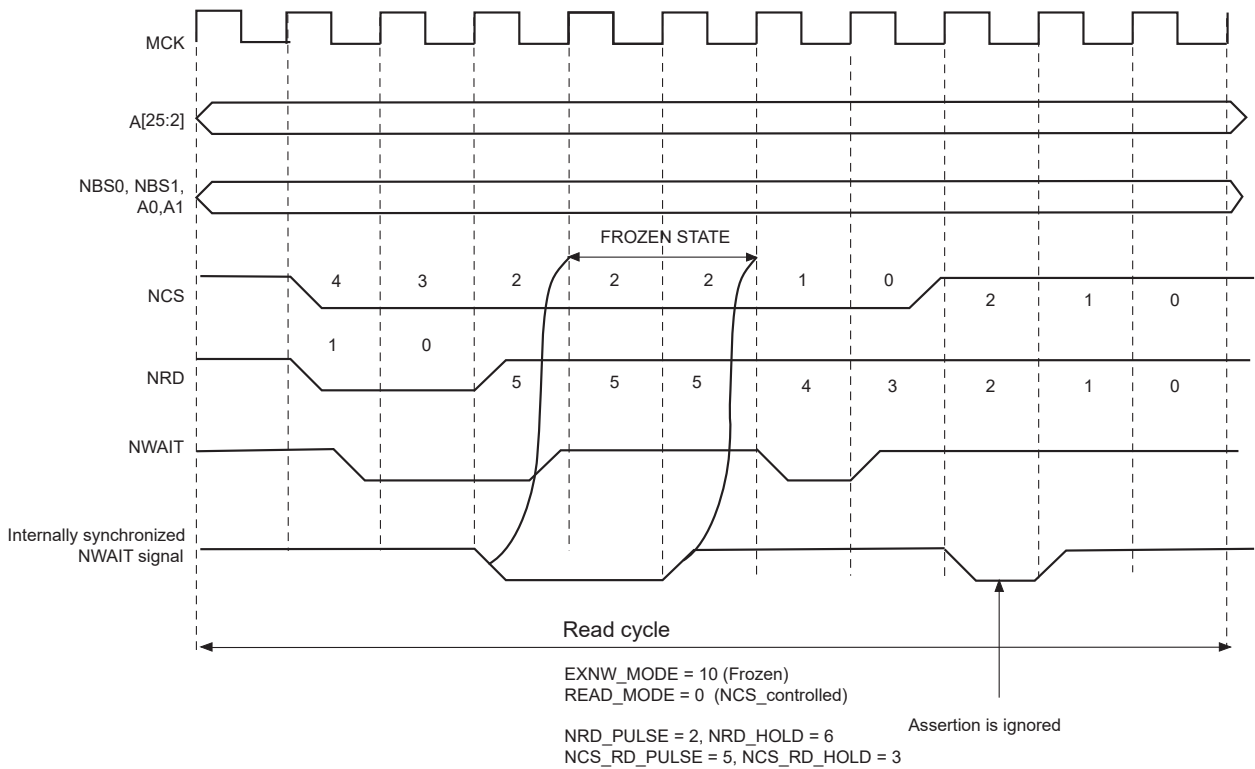 MCK
A[25:2]
NBS0, NBS1,
A0,A1
FROZEN STATE
4 3 2 2 2 1 0
NCS
2 1 0
1 0
NRD
5 5 5 4 3 2 1 0
NWAIT
Internally synchronized
NWAIT signal
Read cycle
EXNW_MODE = 10 (Frozen)
READ_MODE = 0 (NCS_controlled)
Assertion is ignored
NRD_PULSE = 2, NRD_HOLD = 6
NCS_RD_PULSE = 5, NCS_RD_HOLD = 3